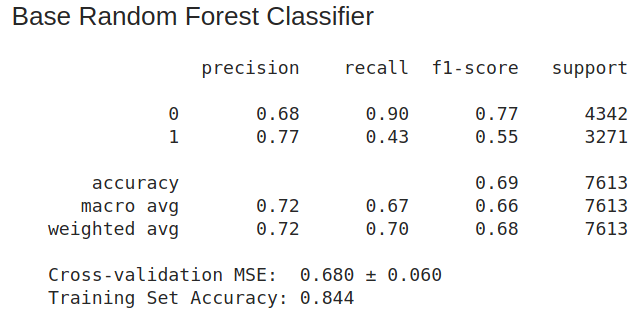 Base Random Forest Classifier
precision recall f1-score support
0 0.68 0.90 0.77 4342
1 0.77 0.43 0.55 3271
accuracy 0.69 7613
macro avg 0.72 0.67 0.66 7613
weighted avg 0.72 0.70 0.68 7613
Cross-validation MSE: 0.680 ± 0.060
Training Set Accuracy: 0.844